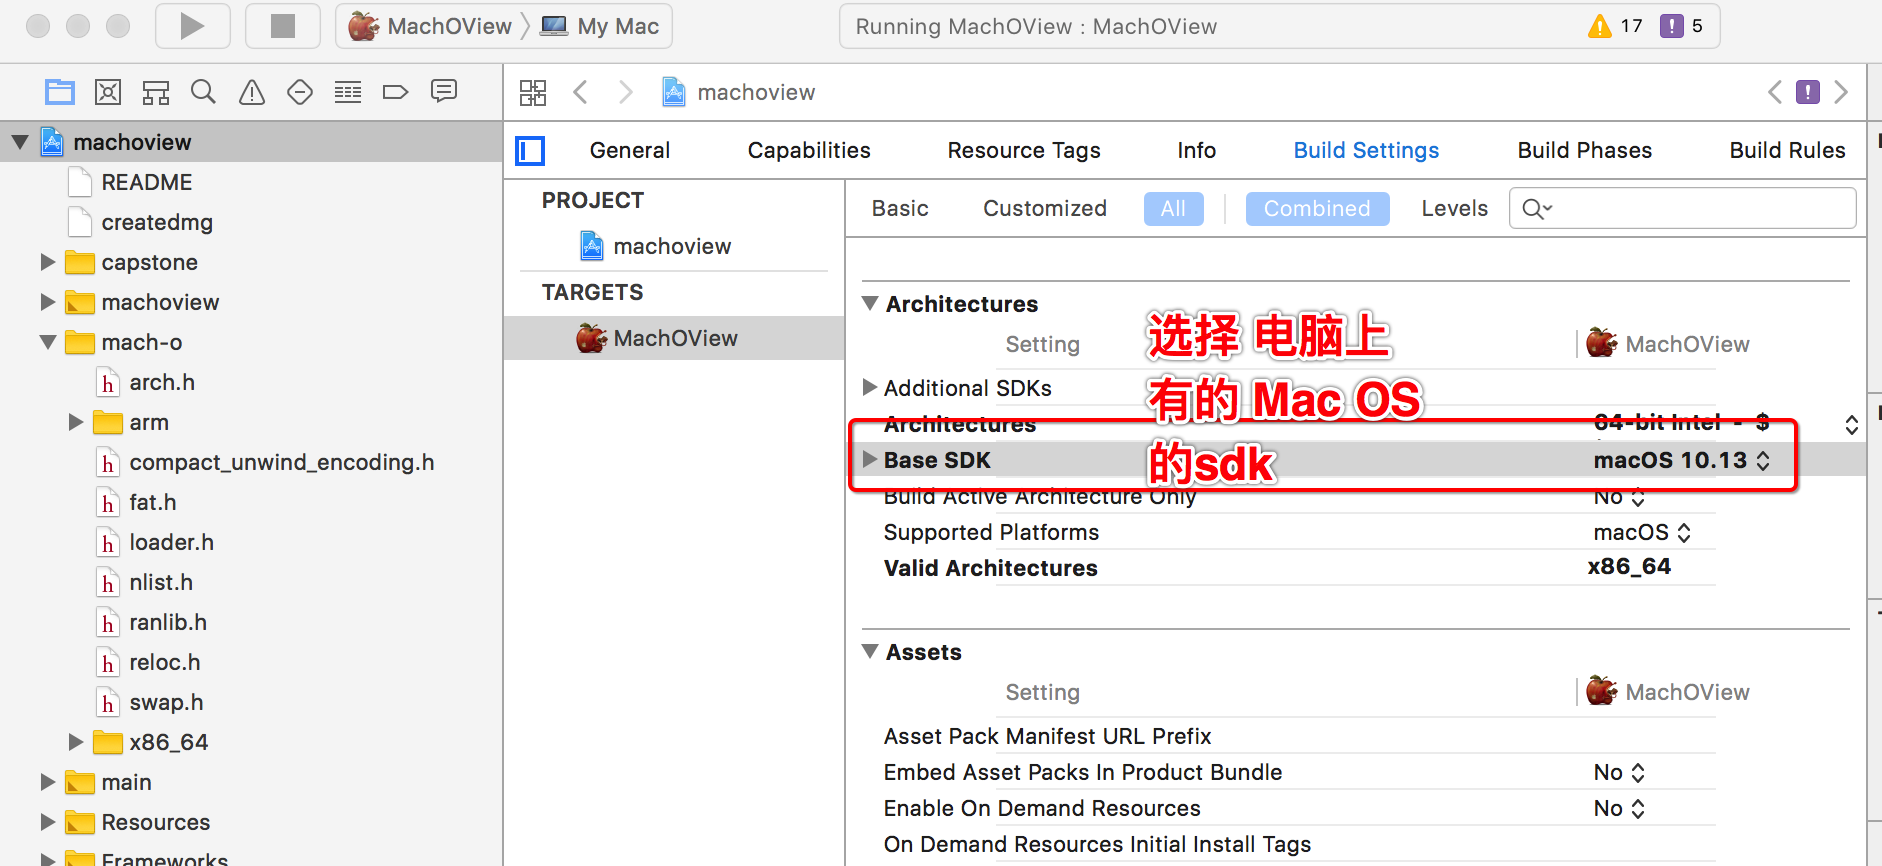 MachOView
My Mac
Running MachOView : MachOView
17
5
machoview
General
Capabilities
Resource Tags
Info
Build Settings
Build Phases
Build Rules
machoview
README
createdmg
capstone
machoview
mach-o
arch.h
arm
compact_unwind_encoding.h
fat.h
loader.h
nlist.h
ranlib.h
reloc.h
swap.h
x86_64
main
Resources
Frameworks
PROJECT
machoview
TARGETS
MachOView
Basic
Customized
All
Combined
Levels
Architectures
Setting
MachOView
选择 电脑上
有的 Mac OS
的sdk
Additional SDKs
Architectures
64-bit Intel - $
Base SDK
macOS 10.13
Build Active Architecture Only
No
Supported Platforms
macOS
Valid Architectures
x86_64
Assets
Setting
MachOView
Asset Pack Manifest URL Prefix
Embed Asset Packs In Product Bundle
No
Enable On Demand Resources
No
On Demand Resources Initial Install Tags